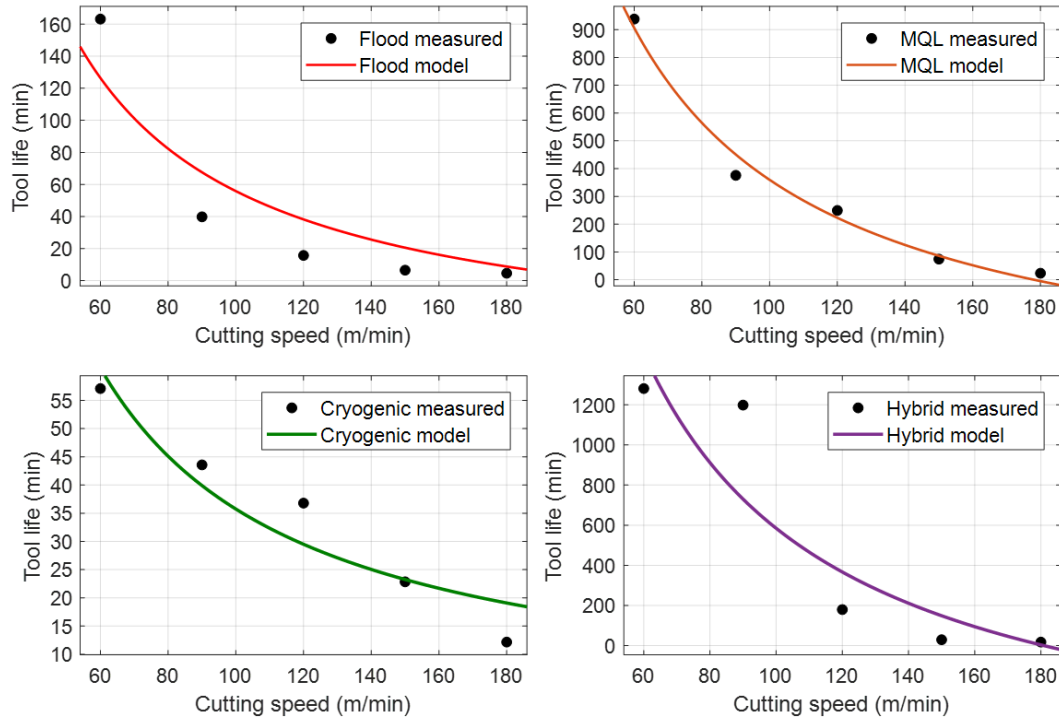 160
140
120
100
80
60
40
20
0
60 80 100 120 140 160 180
Tool life (min)
Cutting speed (m/min)
Flood measured
Flood model
900
800
700
600
500
400
300
200
100
0
60 80 100 120 140 160 180
Tool life (min)
Cutting speed (m/min)
MQL measured
MQL model
55
50
45
40
35
30
25
20
15
10
60 80 100 120 140 160 180
Tool life (min)
Cutting speed (m/min)
Cryogenic measured
Cryogenic model
1200
1000
800
600
400
200
0
60 80 100 120 140 160 180
Tool life (min)
Cutting speed (m/min)
Hybrid measured
Hybrid model